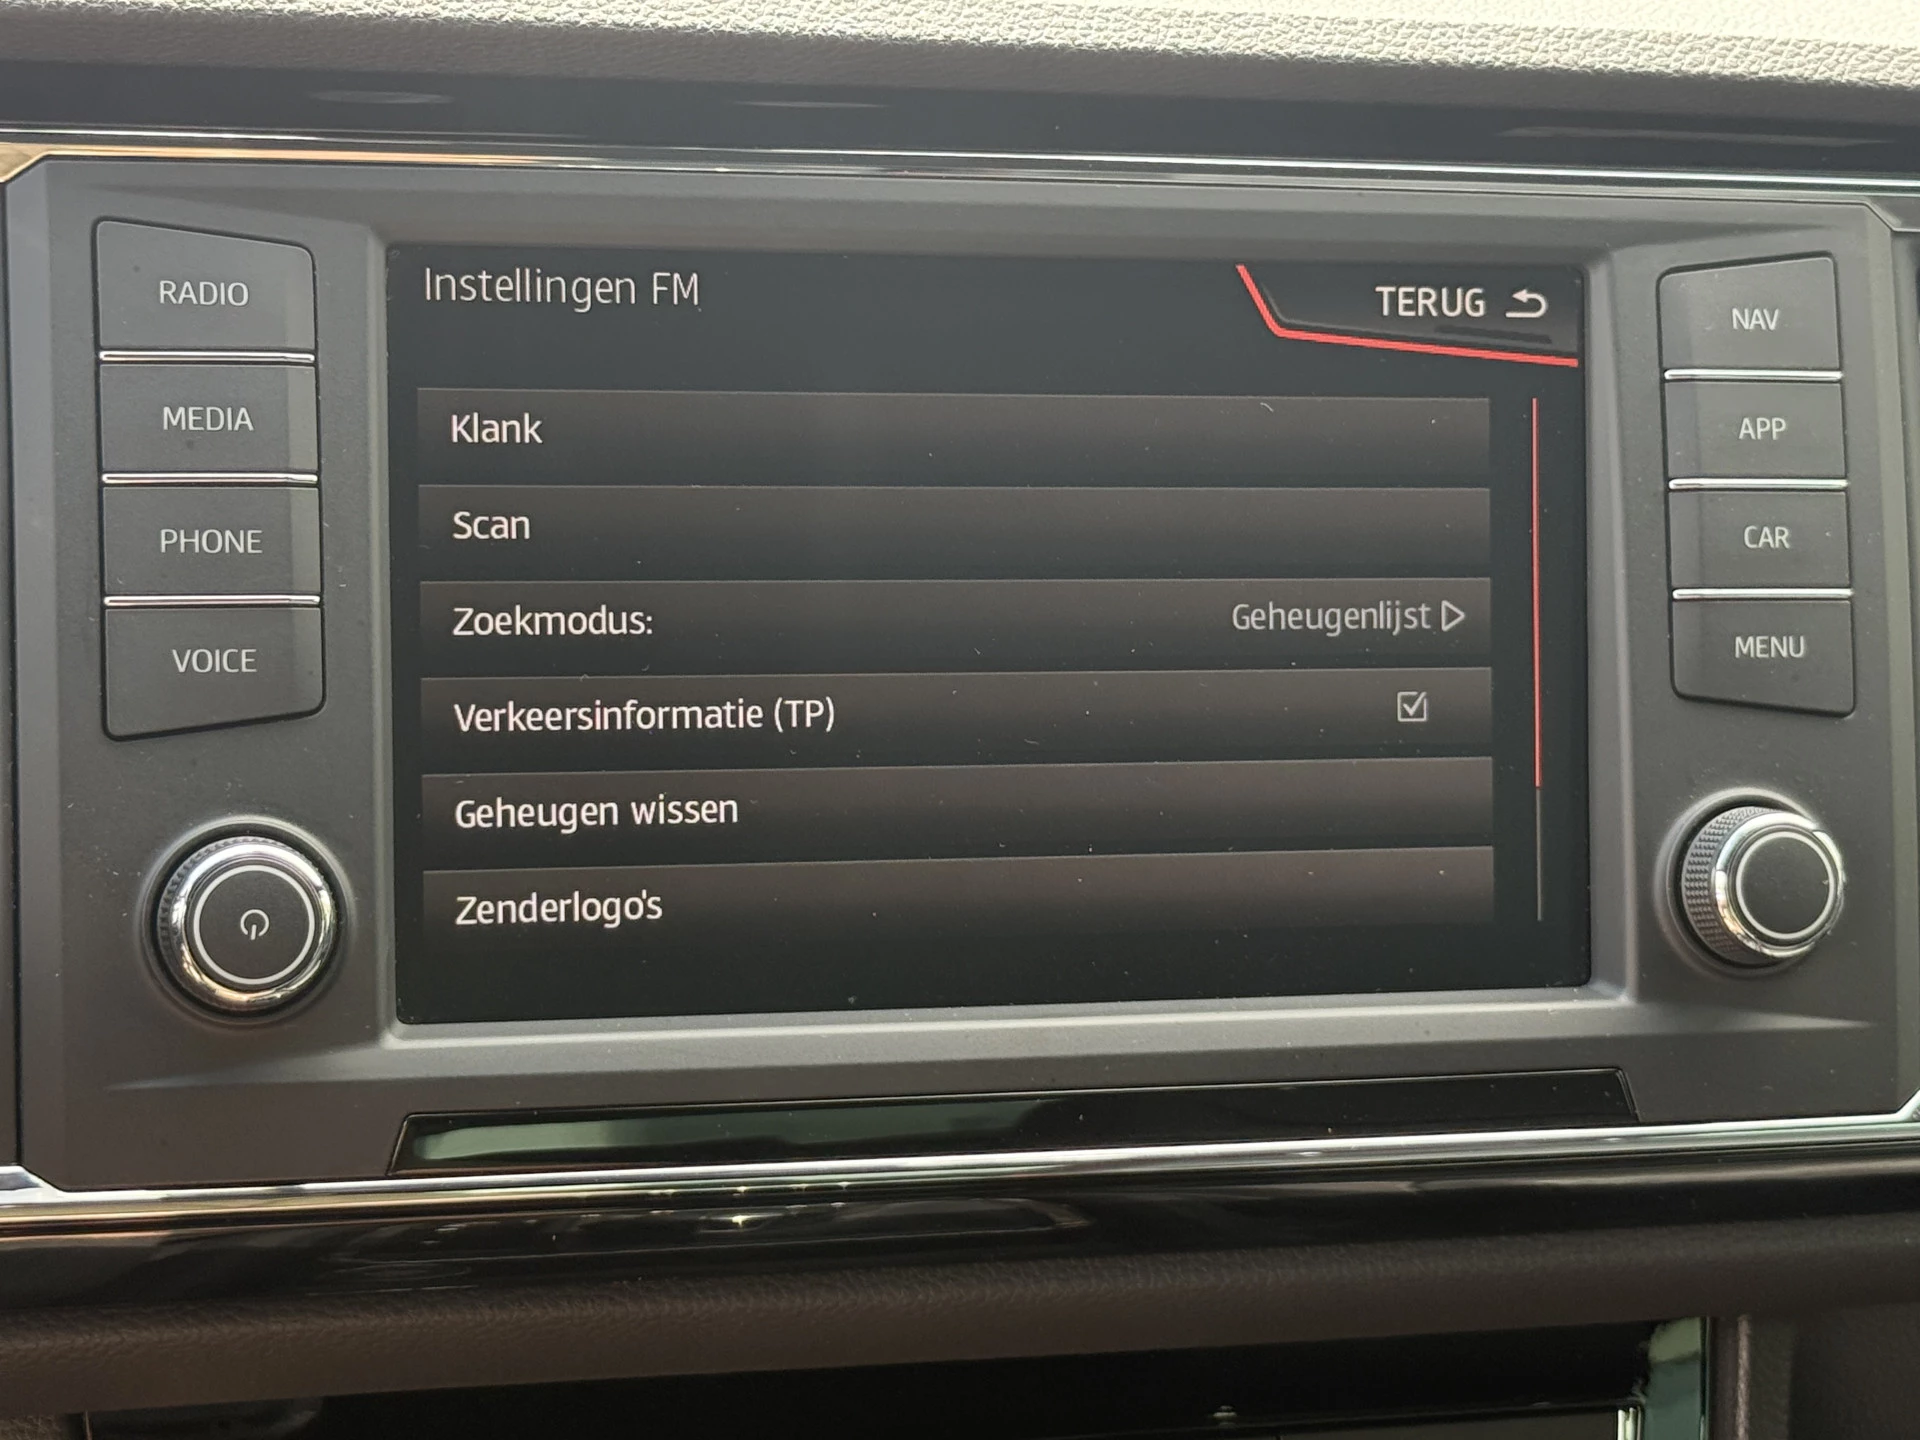 Instellingen FM
TERUG
Klank
Scan
Zoekmodus: Geheugenlijst
Verkeersinformatie (TP)
Geheugen wissen
Zenderlogo's
RADIO
MEDIA
PHONE
VOICE
NAV
APP
CAR
MENU